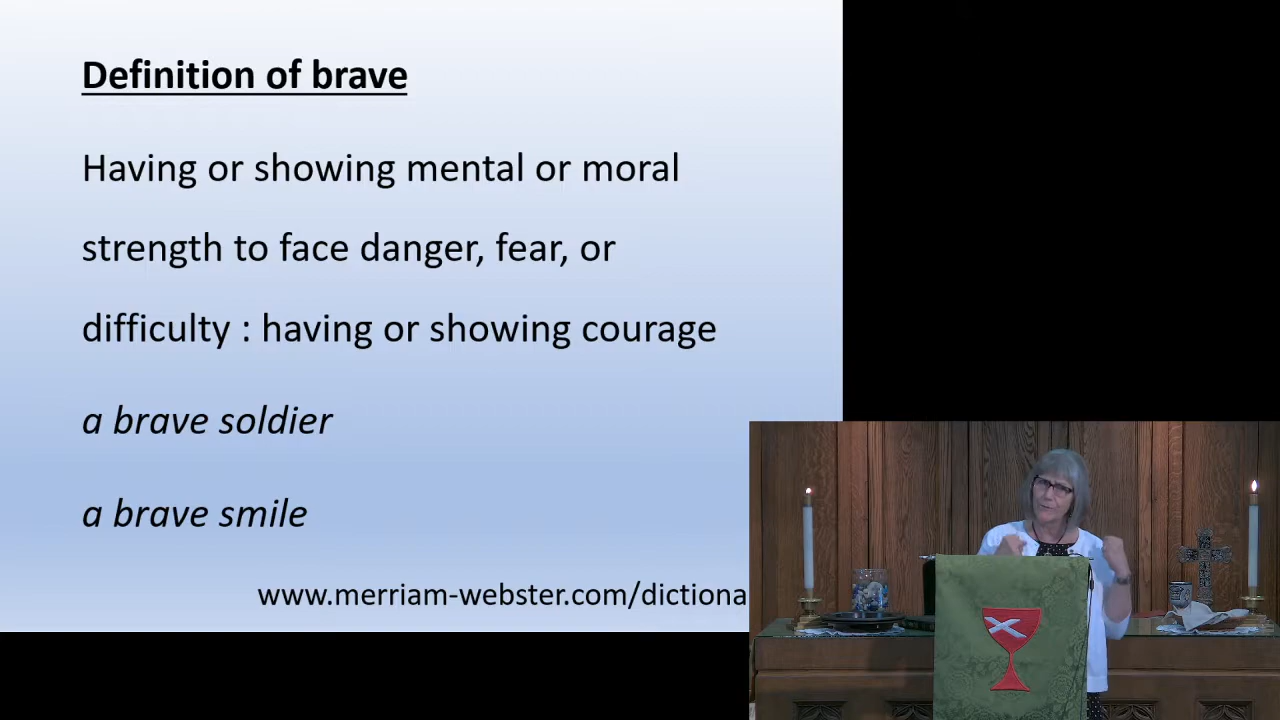 Definition of brave
Having or showing mental or moral
strength to face danger, fear, or
difficulty : having or showing courage
a brave soldier
a brave smile
www.merriam-webster.com/dictiona